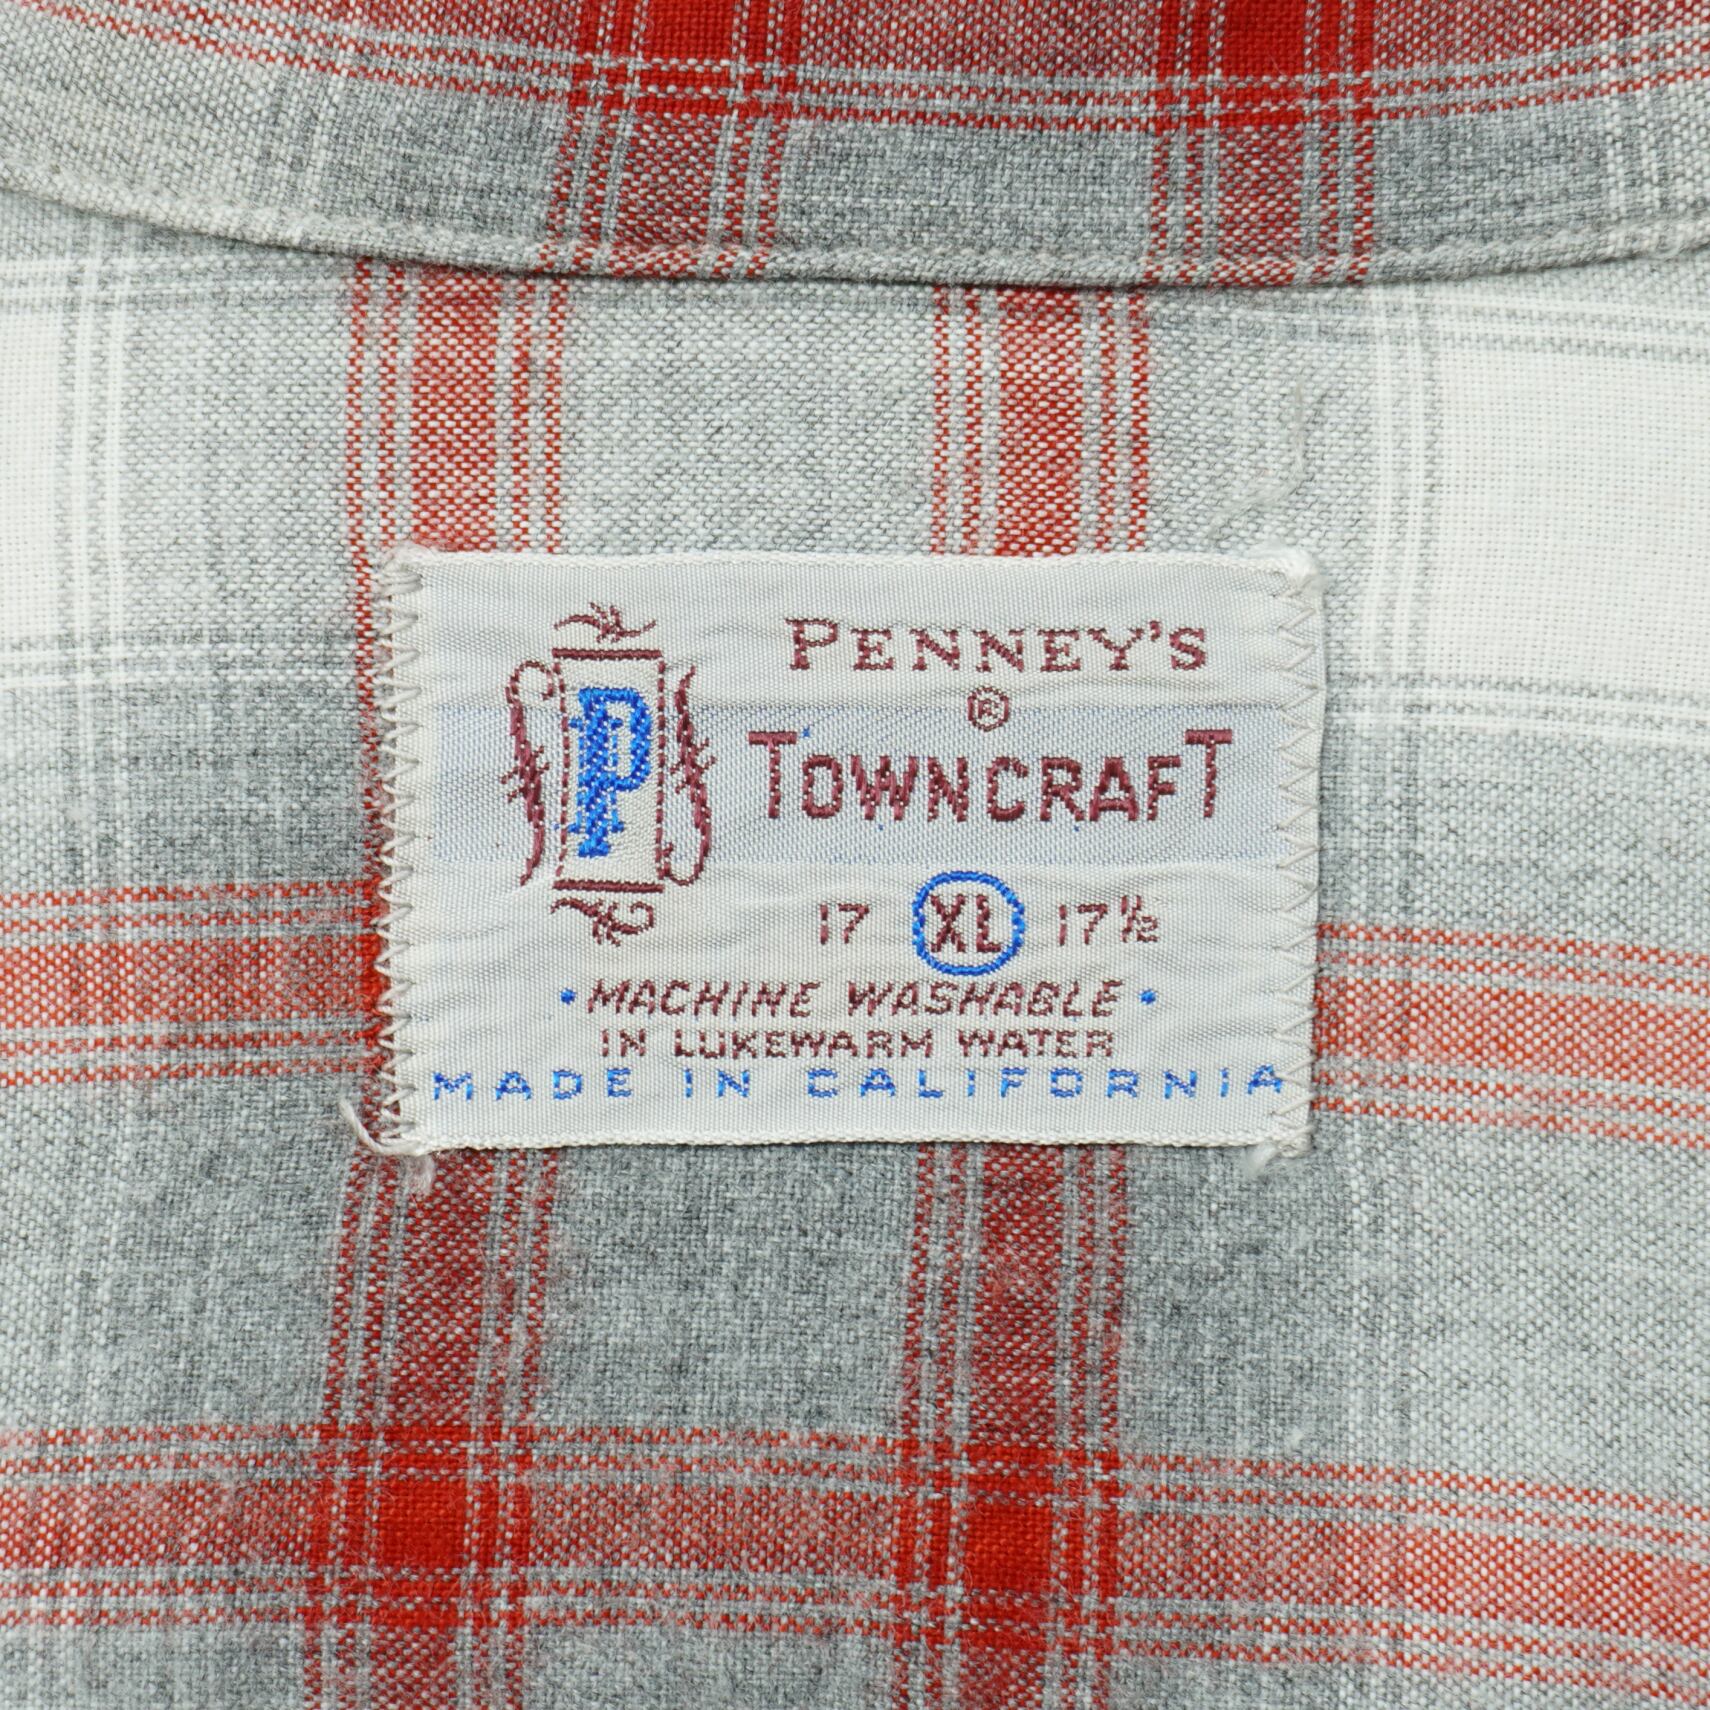 P
PENNEY'S
®
TOWNCRAFT
17 XL 17½
• MACHINE WASHABLE •
IN LUKEWARM WATER
MADE IN CALIFORNIA